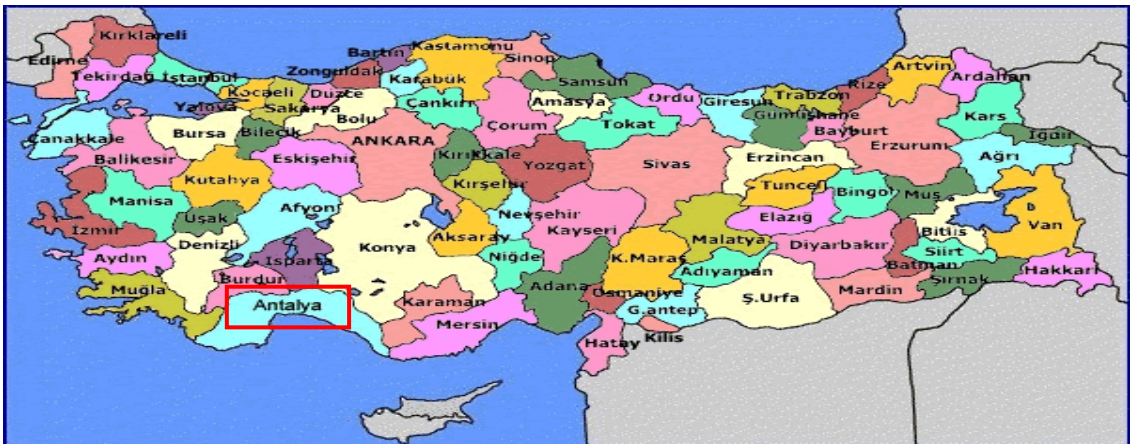 Kırklareli
Edirne
Tekirdağ
İstanbul
Kocaeli
Yalova
Sakarya
Düzce
Zonguldak
Bartın
Kastamonu
Karabük
Sinop
Samsun
Bolu
Çankırı
Amasya
Ordu
Giresun
Trabzon
Rize
Artvin
Ardahan
Gümüşhane
Bayburt
Kars
Iğdır
Çanakkale
Bursa
Bilecik
ANKARA
Çorum
Tokat
Balıkesir
Eskişehir
Kırıkkale
Yozgat
Sivas
Erzincan
Erzurum
Ağrı
Kutahya
Kırşehir
Tuncel
Bingol
Muş
Manisa
Uşak
Afyon
Nevşehir
Elazığ
Van
İzmir
Denizli
Konya
Aksaray
Kayseri
Malatya
Diyarbakır
Bitlis
Aydın
Isparta
Niğde
K.Maraş
Adıyaman
Batman
Siirt
Hakkari
Muğla
Burdur
Adana
Osmaniye
Ş.Urfa
Mardin
Şırnak
Antalya
Karaman
Mersin
G.antep
Hatay
Kilis